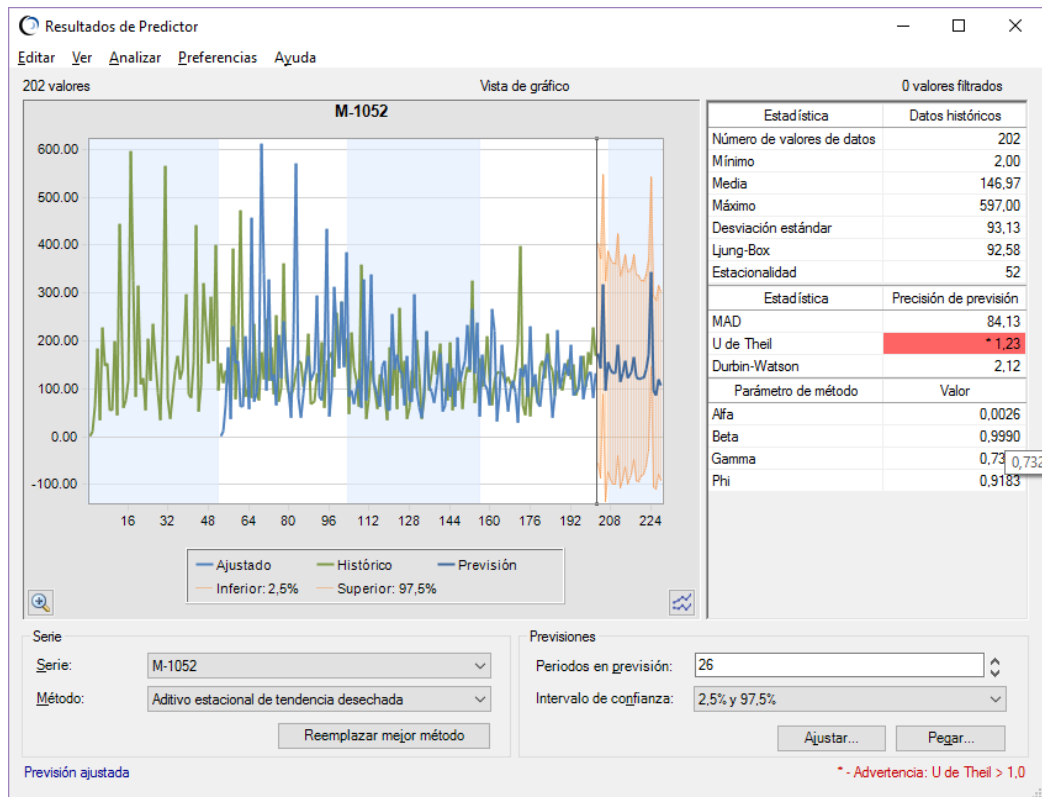 Resultados de Predictor
Editar Ver Analizar Preferencias Ayuda
202 valores Vista de gráfico 0 valores filtrados
M-1052
600.00
500.00
400.00
300.00
200.00
100.00
0.00
-100.00
16 32 48 64 80 96 112 128 144 160 176 192 208 224
Ajustado Histórico Previsión
Inferior: 2,5% Superior: 97,5%
Estadística Datos históricos
Número de valores de datos 202
Mínimo 2,00
Media 146,97
Máximo 597,00
Desviación estándar 93,13
Ljung-Box 92,58
Estacionalidad 52
Estadística Precisión de previsión
MAD 84,13
U de Theil * 1,23
Durbin-Watson 2,12
Parámetro de método Valor
Alfa 0,0026
Beta 0,9990
Gamma 0,73
0,732
Phi 0,9183
Serie
Serie: M-1052
Método: Aditivo estacional de tendencia desechada
Reemplazar mejor método
Previsiones
Periodos en previsión: 26
Intervalo de confianza: 2,5% y 97,5%
Ajustar... Pegar...
Previsión ajustada * - Advertencia: U de Theil > 1,0